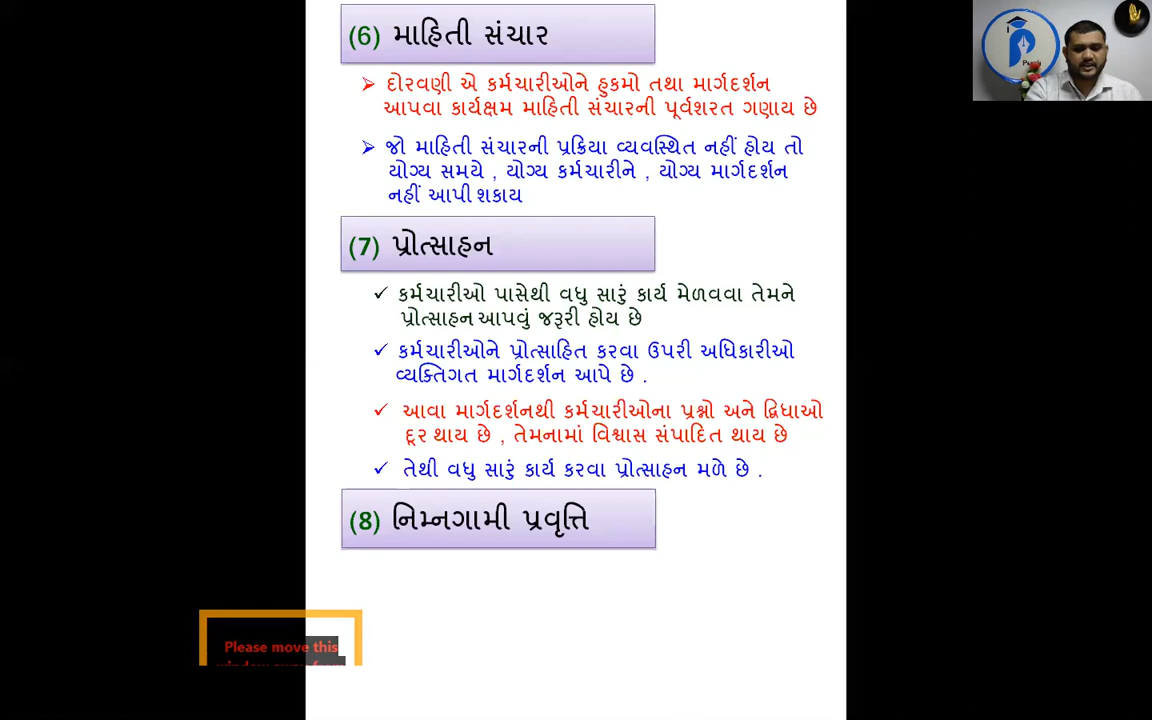 (6) માહિતી સંચાર
➢ દોરવણી એ કર્મચારીઓને હુકમો તથા માર્ગદર્શન
આપવા કાર્યક્ષમ માહિતી સંચારની પૂર્વશરત ગણાય છે
➢ જો માહિતી સંચારની પ્રક્રિયા વ્યવસ્થિત નહીં હોય તો
યોગ્ય સમયે , યોગ્ય કર્મચારીને , યોગ્ય માર્ગદર્શન
નહીં આપી શકાય
(7) પ્રોત્સાહન
✓ કર્મચારીઓ પાસેથી વધુ સારું કાર્ય મેળવવા તેમને
પ્રોત્સાહન આપવું જરૂરી હોય છે
✓ કર્મચારીઓને પ્રોત્સાહિત કરવા ઉપરી અધિકારીઓ
વ્યક્તિગત માર્ગદર્શન આપે છે .
✓ આવા માર્ગદર્શનથી કર્મચારીઓના પ્રશ્નો અને દ્વિધાઓ
દૂર થાય છે , તેમનામાં વિશ્વાસ સંપાદિત થાય છે
✓ તેથી વધુ સારું કાર્ય કરવા પ્રોત્સાહન મળે છે .
(8) નિમ્નગામી પ્રવૃત્તિ
Please move this